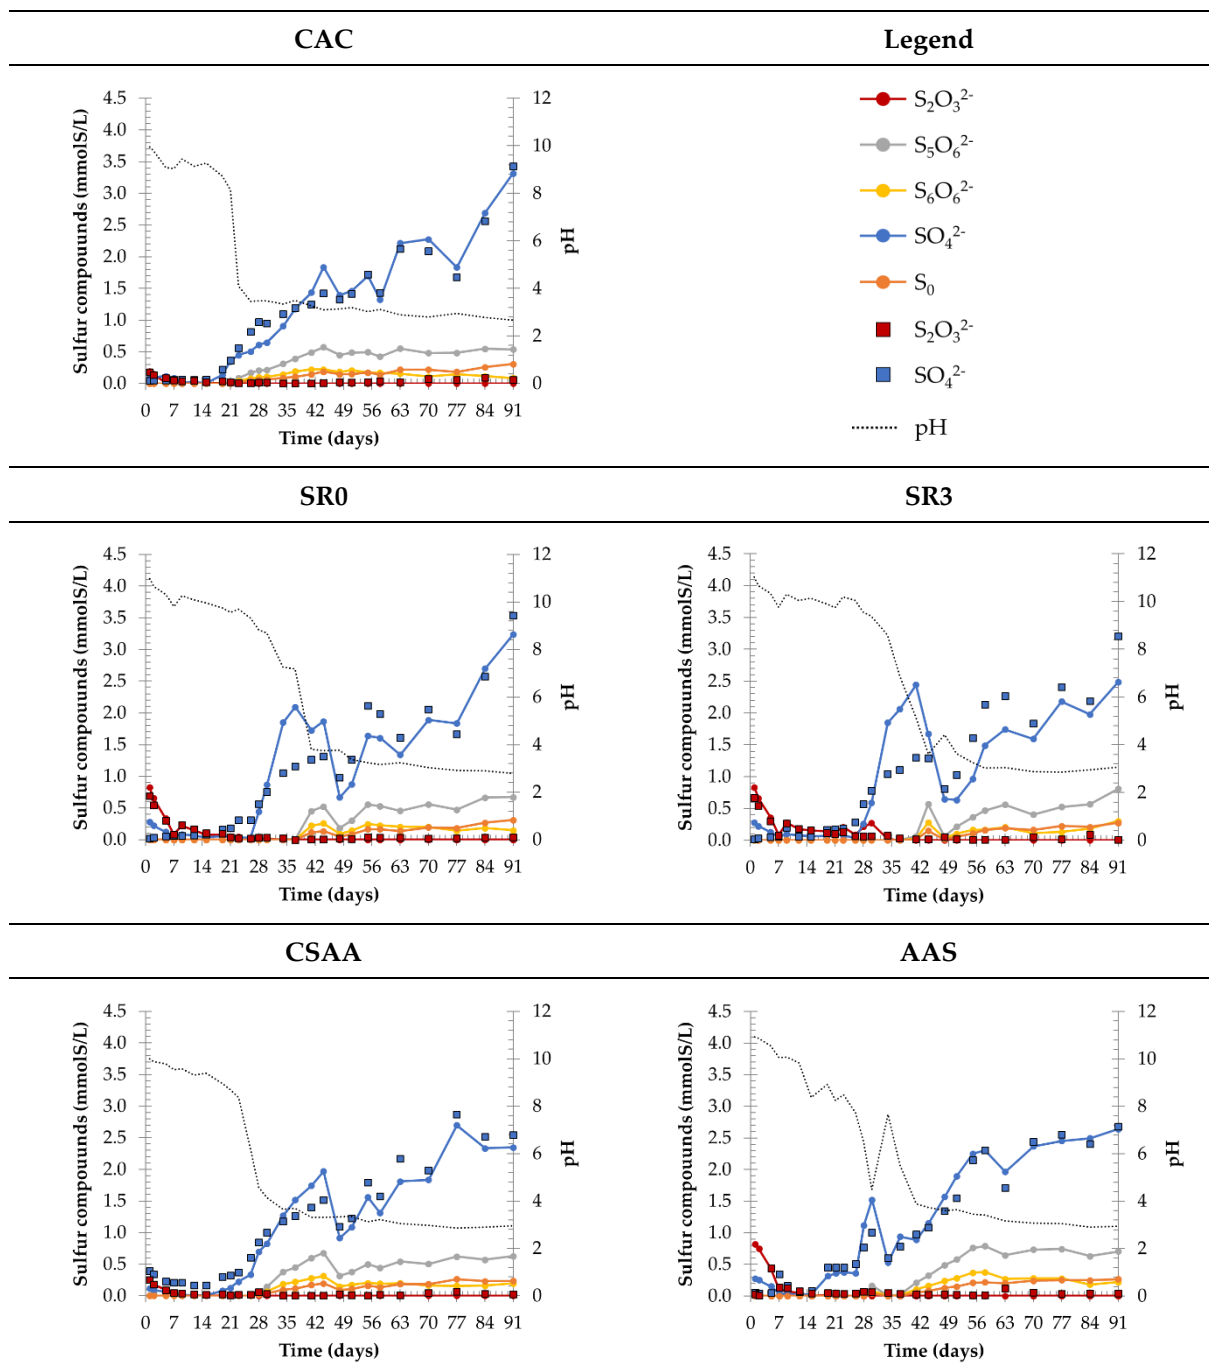 CAC Legend
Sulfur compouunds (mmolS/L)
4.5
4.0
3.5
3.0
2.5
2.0
1.5
1.0
0.5
0.0
12
10
8
6
4
2
0
pH
0 7 14 21 28 35 42 49 56 63 70 77 84 91
Time (days)
S₂O₃²⁻
S₅O₆²⁻
S₆O₆²⁻
SO₄²⁻
S₀
S₂O₃²⁻
SO₄²⁻
pH
SR0 SR3
Sulfur compouunds (mmolS/L)
4.5
4.0
3.5
3.0
2.5
2.0
1.5
1.0
0.5
0.0
12
10
8
6
4
2
0
pH
0 7 14 21 28 35 42 49 56 63 70 77 84 91
Time (days)
Sulfur compouunds (mmolS/L)
4.5
4.0
3.5
3.0
2.5
2.0
1.5
1.0
0.5
0.0
12
10
8
6
4
2
0
pH
0 7 14 21 28 35 42 49 56 63 70 77 84 91
Time (days)
CSAA AAS
Sulfur compouunds (mmolS/L)
4.5
4.0
3.5
3.0
2.5
2.0
1.5
1.0
0.5
0.0
12
10
8
6
4
2
0
pH
0 7 14 21 28 35 42 49 56 63 70 77 84 91
Time (days)
Sulfur compouunds (mmolS/L)
4.5
4.0
3.5
3.0
2.5
2.0
1.5
1.0
0.5
0.0
12
10
8
6
4
2
0
pH
0 7 14 21 28 35 42 49 56 63 70 77 84 91
Time (days)